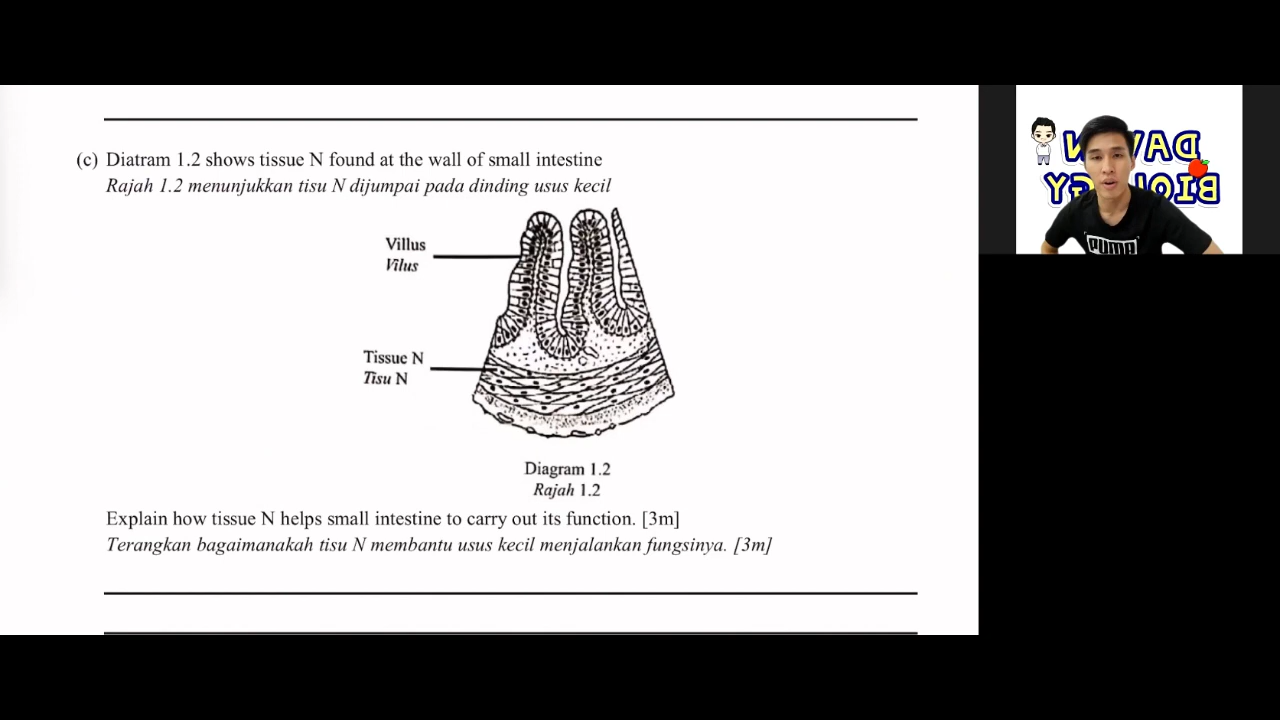 (c) Diatram 1.2 shows tissue N found at the wall of small intestine
Rajah 1.2 menunjukkan tisu N dijumpai pada dinding usus kecil
Villus
Vilus
Tissue N
Tisu N
Diagram 1.2
Rajah 1.2
Explain how tissue N helps small intestine to carry out its function. [3m]
Terangkan bagaimanakah tisu N membantu usus kecil menjalankan fungsinya. [3m]
PUMA